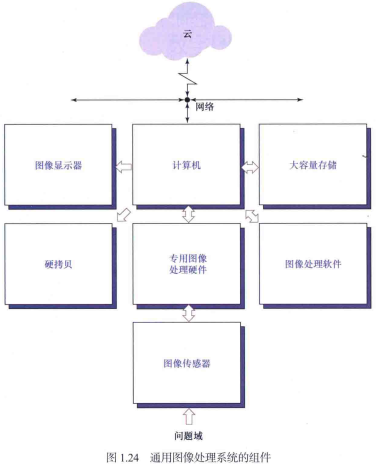 云
网络
图像显示器
计算机
大容量存储
硬拷贝
专用图像
处理硬件
图像处理软件
图像传感器
问题域
图 1.24 通用图像处理系统的组件